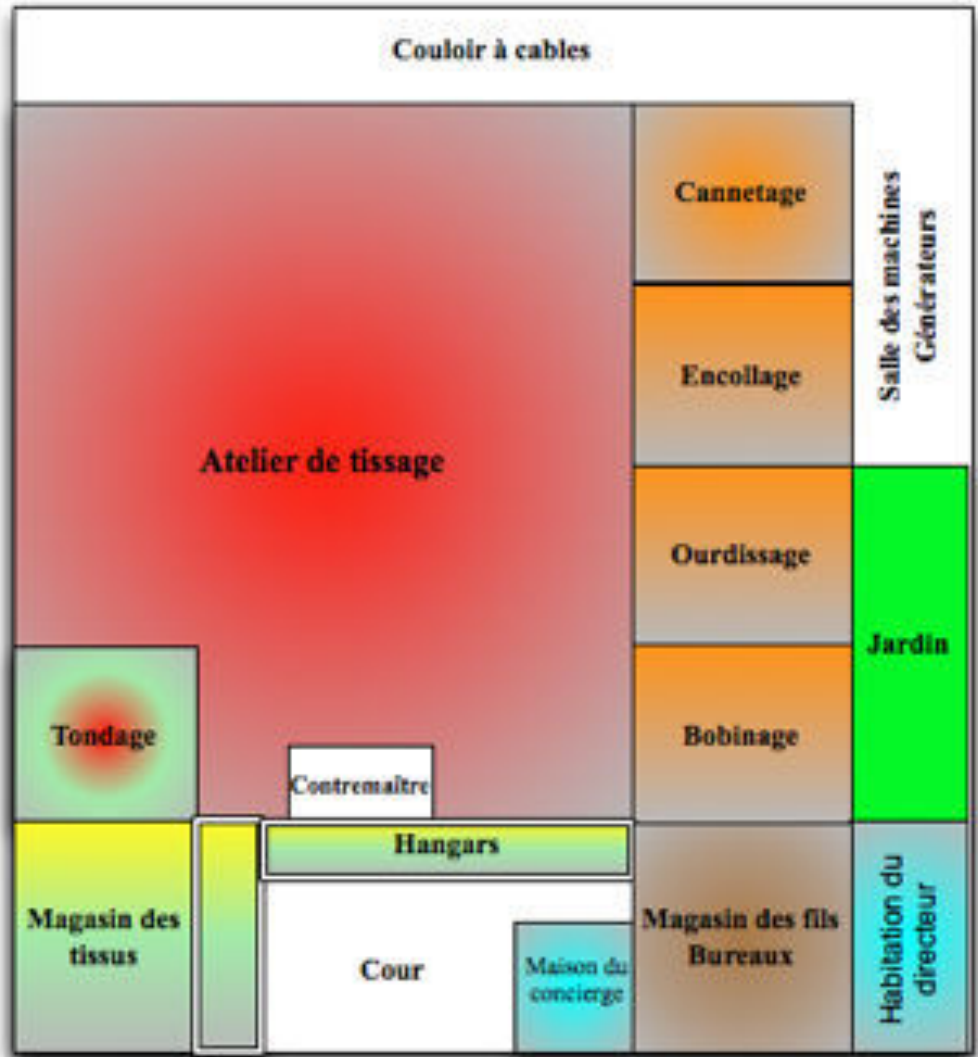 Couloir à cables
Cannetage
Salle des machines
Générateurs
Encollage
Atelier de tissage
Ourdissage
Jardin
Tondage
Bobinage
Contremaître
Hangars
Magasin des
tissus
Cour
Maison du
concierge
Magasin des fils
Bureaux
Habitation du
directeur